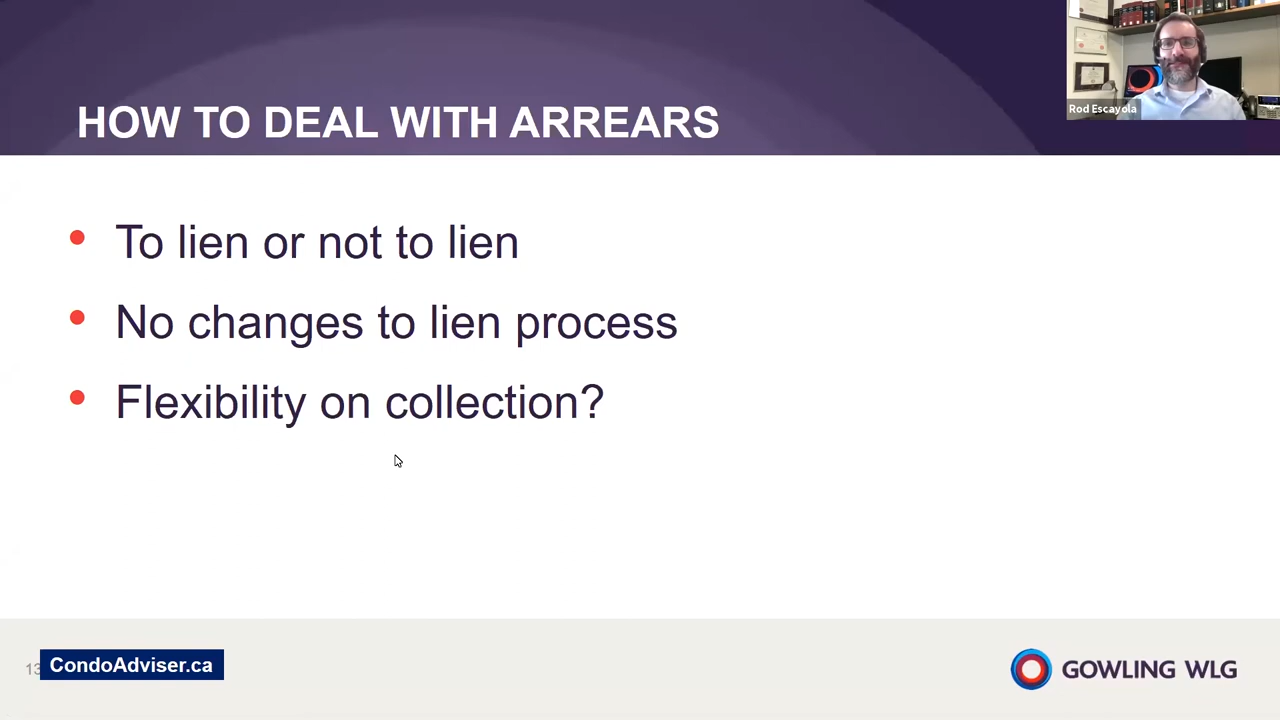 Rod Escayola
HOW TO DEAL WITH ARREARS
• To lien or not to lien
• No changes to lien process
• Flexibility on collection?
13
CondoAdviser.ca
GOWLING WLG